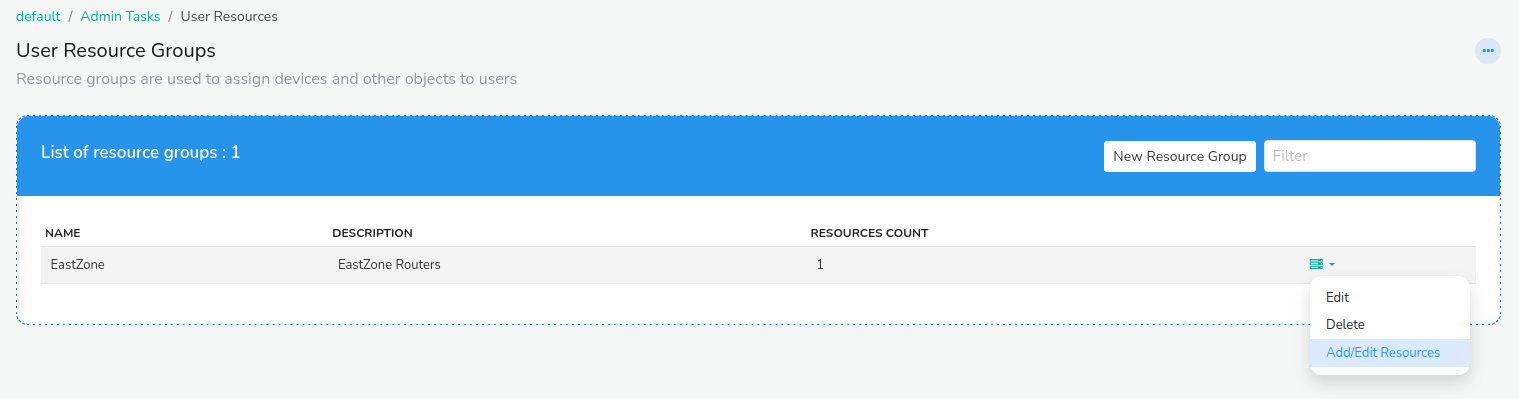 default / Admin Tasks / User Resources
User Resource Groups
Resource groups are used to assign devices and other objects to users
List of resource groups : 1
New Resource Group
Filter
NAME DESCRIPTION RESOURCES COUNT
EastZone EastZone Routers 1
Edit
Delete
Add/Edit Resources